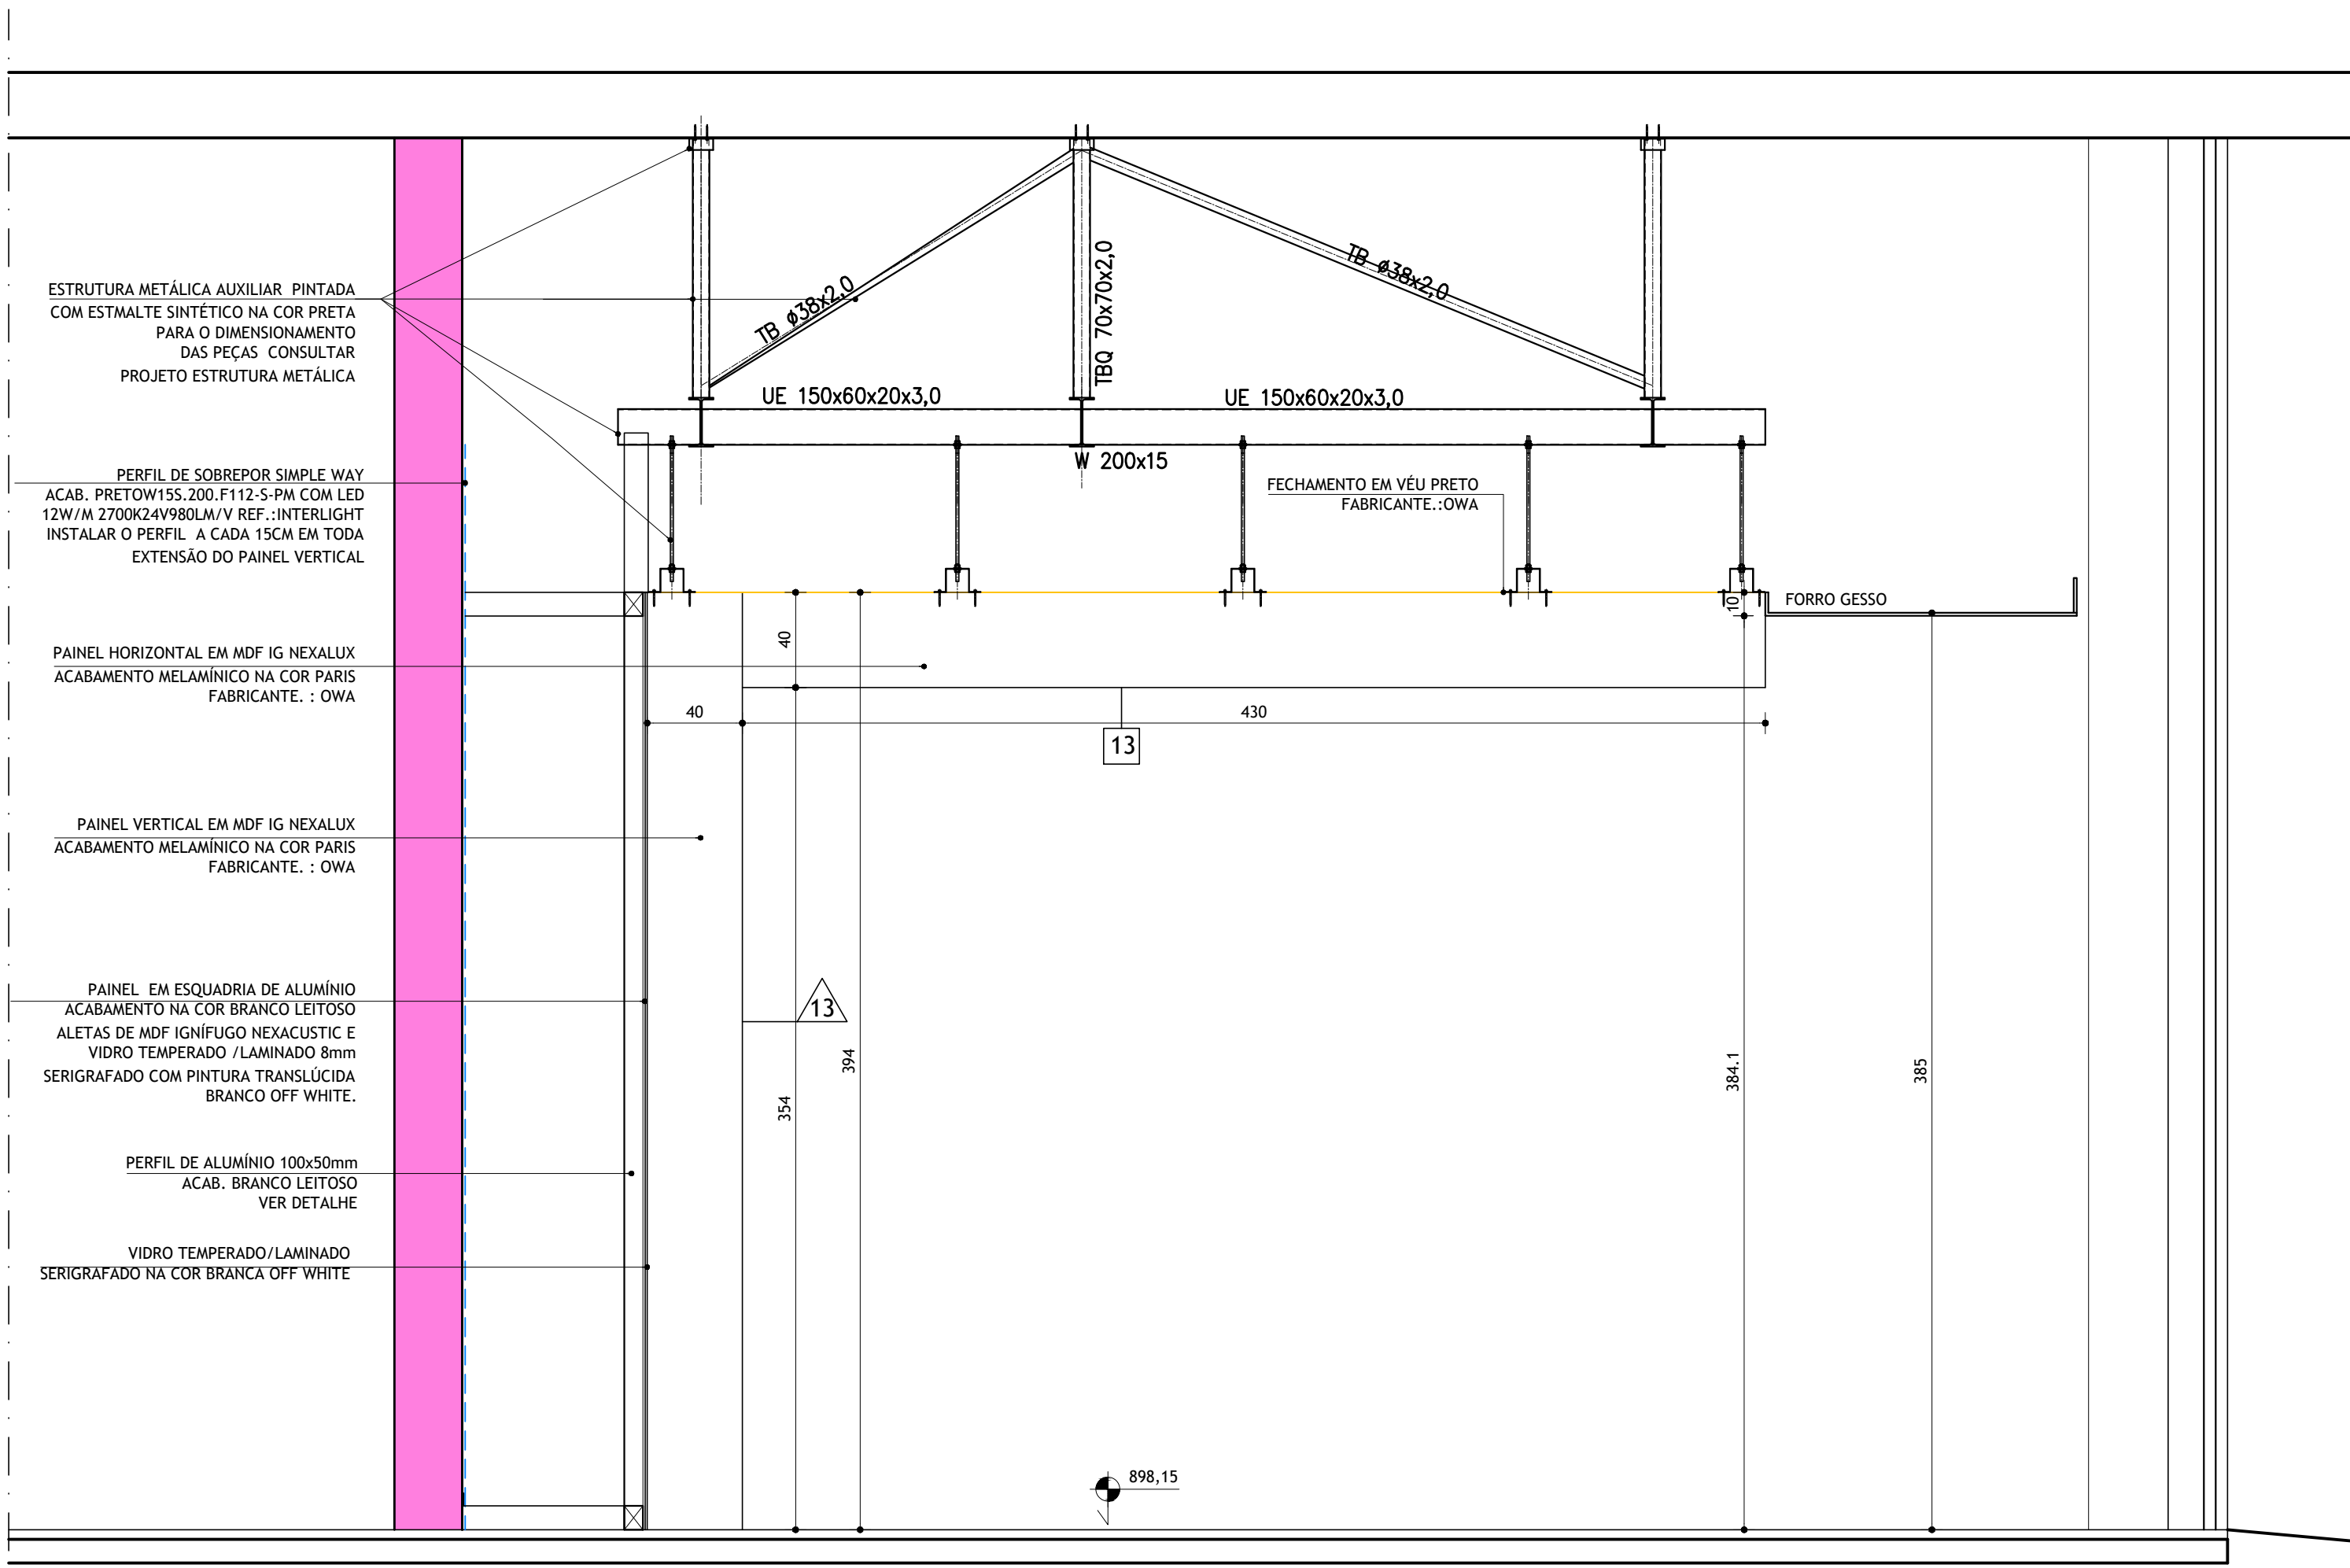 TB ø38x2,0
TBQ 70x70x2,0
TB ø38x2,0
ESTRUTURA METÁLICA AUXILIAR PINTADA
COM ESTMALTE SINTÉTICO NA COR PRETA
PARA O DIMENSIONAMENTO
DAS PEÇAS CONSULTAR
PROJETO ESTRUTURA METÁLICA
UE 150x60x20x3,0
UE 150x60x20x3,0
W 200x15
PERFIL DE SOBREPOR SIMPLE WAY
ACAB. PRETOW15S.200.F112-S-PM COM LED
12W/M 2700K24V980LM/V REF.:INTERLIGHT
INSTALAR O PERFIL A CADA 15CM EM TODA
EXTENSÃO DO PAINEL VERTICAL
FECHAMENTO EM VÉU PRETO
FABRICANTE.:OWA
10
FORRO GESSO
40
PAINEL HORIZONTAL EM MDF IG NEXALUX
ACABAMENTO MELAMÍNICO NA COR PARIS
FABRICANTE. : OWA
40
430
13
PAINEL VERTICAL EM MDF IG NEXALUX
ACABAMENTO MELAMÍNICO NA COR PARIS
FABRICANTE. : OWA
PAINEL EM ESQUADRIA DE ALUMÍNIO
ACABAMENTO NA COR BRANCO LEITOSO
ALETAS DE MDF IGNÍFUGO NEXACUSTIC E
VIDRO TEMPERADO /LAMINADO 8mm
SERIGRAFADO COM PINTURA TRANSLÚCIDA
BRANCO OFF WHITE.
13
354
394
384.1
385
PERFIL DE ALUMÍNIO 100x50mm
ACAB. BRANCO LEITOSO
VER DETALHE
VIDRO TEMPERADO/LAMINADO
SERIGRAFADO NA COR BRANCA OFF WHITE
898,15